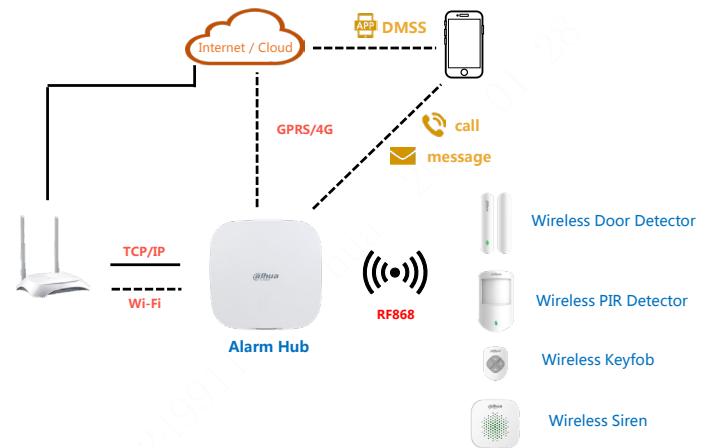 APP DMSS
Internet / Cloud
GPRS/4G
call
message
Wireless Door Detector
TCP/IP
alhua
Wi-Fi
RF868
Wireless PIR Detector
Alarm Hub
Wireless Keyfob
Wireless Siren